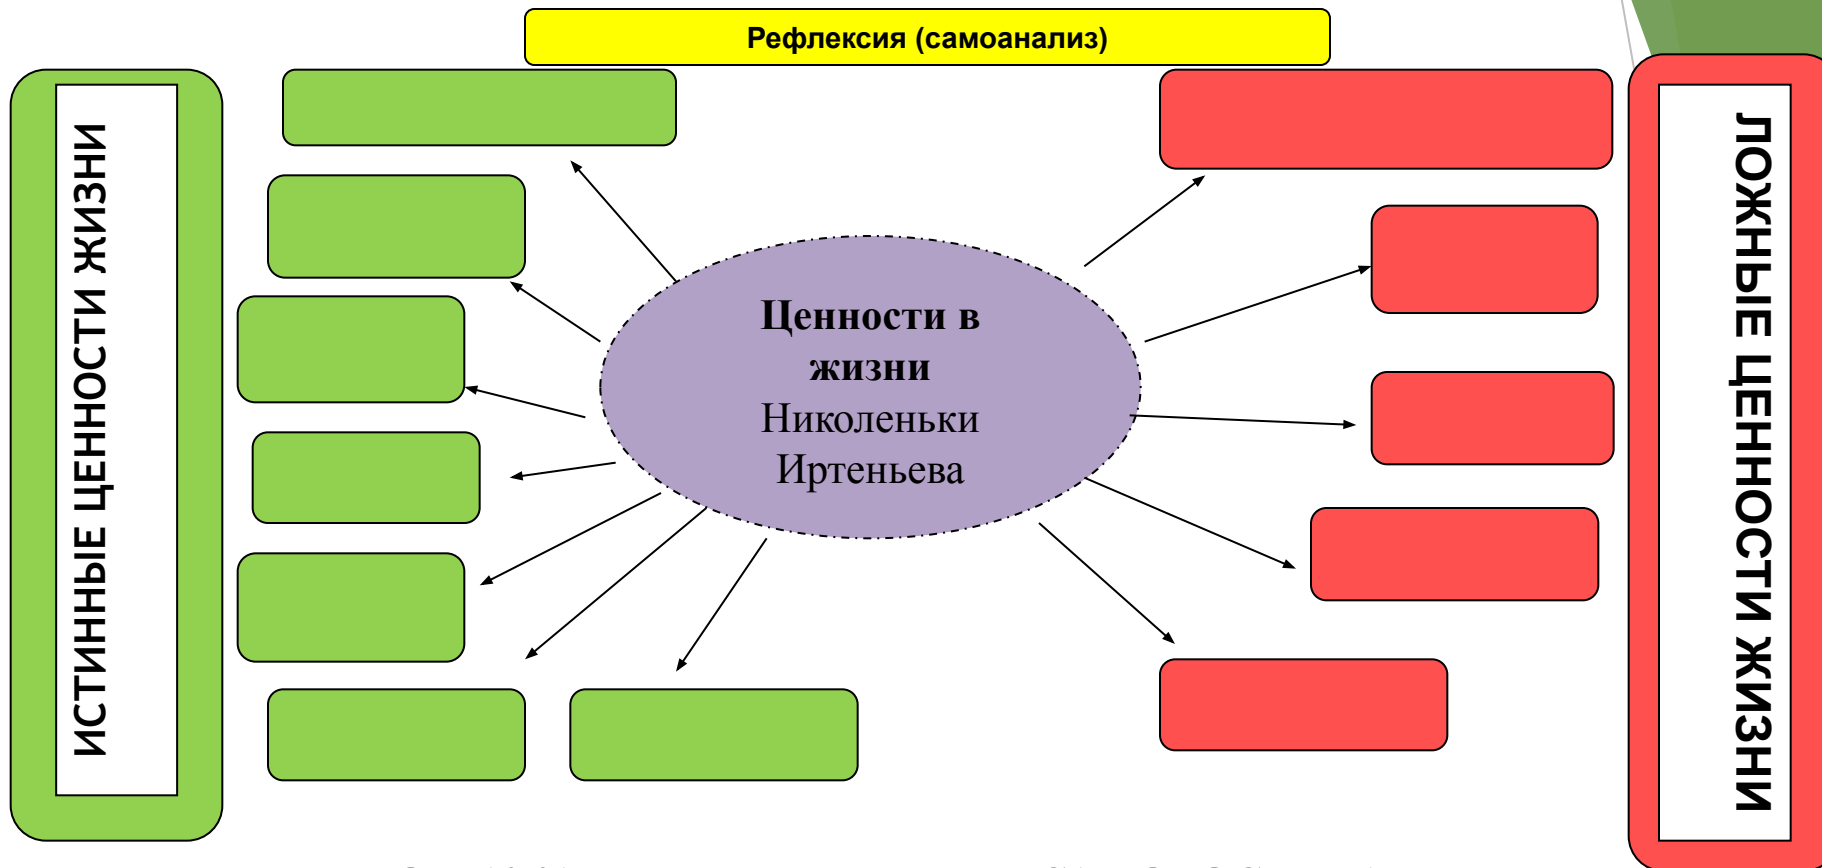 Рефлексия (самоанализ)
ИСТИННЫЕ ЦЕННОСТИ ЖИЗНИ
Ценности в
жизни
Николеньки
Иртеньева
ЛОЖНЫЕ ЦЕННОСТИ ЖИЗНИ